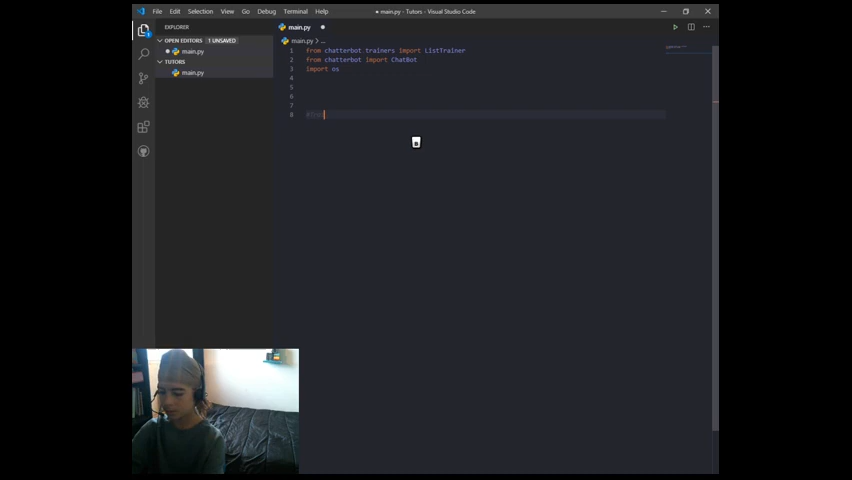 File Edit Selection View Go Debug Terminal Help
● main.py - Tutors - Visual Studio Code
EXPLORER
main.py ●
OPEN EDITORS 1 UNSAVED
● main.py
TUTORS
main.py
1
main.py > ...
1 from chatterbot.trainers import ListTrainer
2 from chatterbot import ChatBot
3 import os
4
5
6
7
8